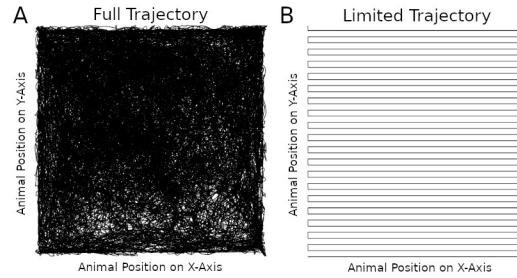 A
Full Trajectory
Animal Position on Y-Axis
Animal Position on X-Axis
B
Limited Trajectory
Animal Position on Y-Axis
Animal Position on X-Axis